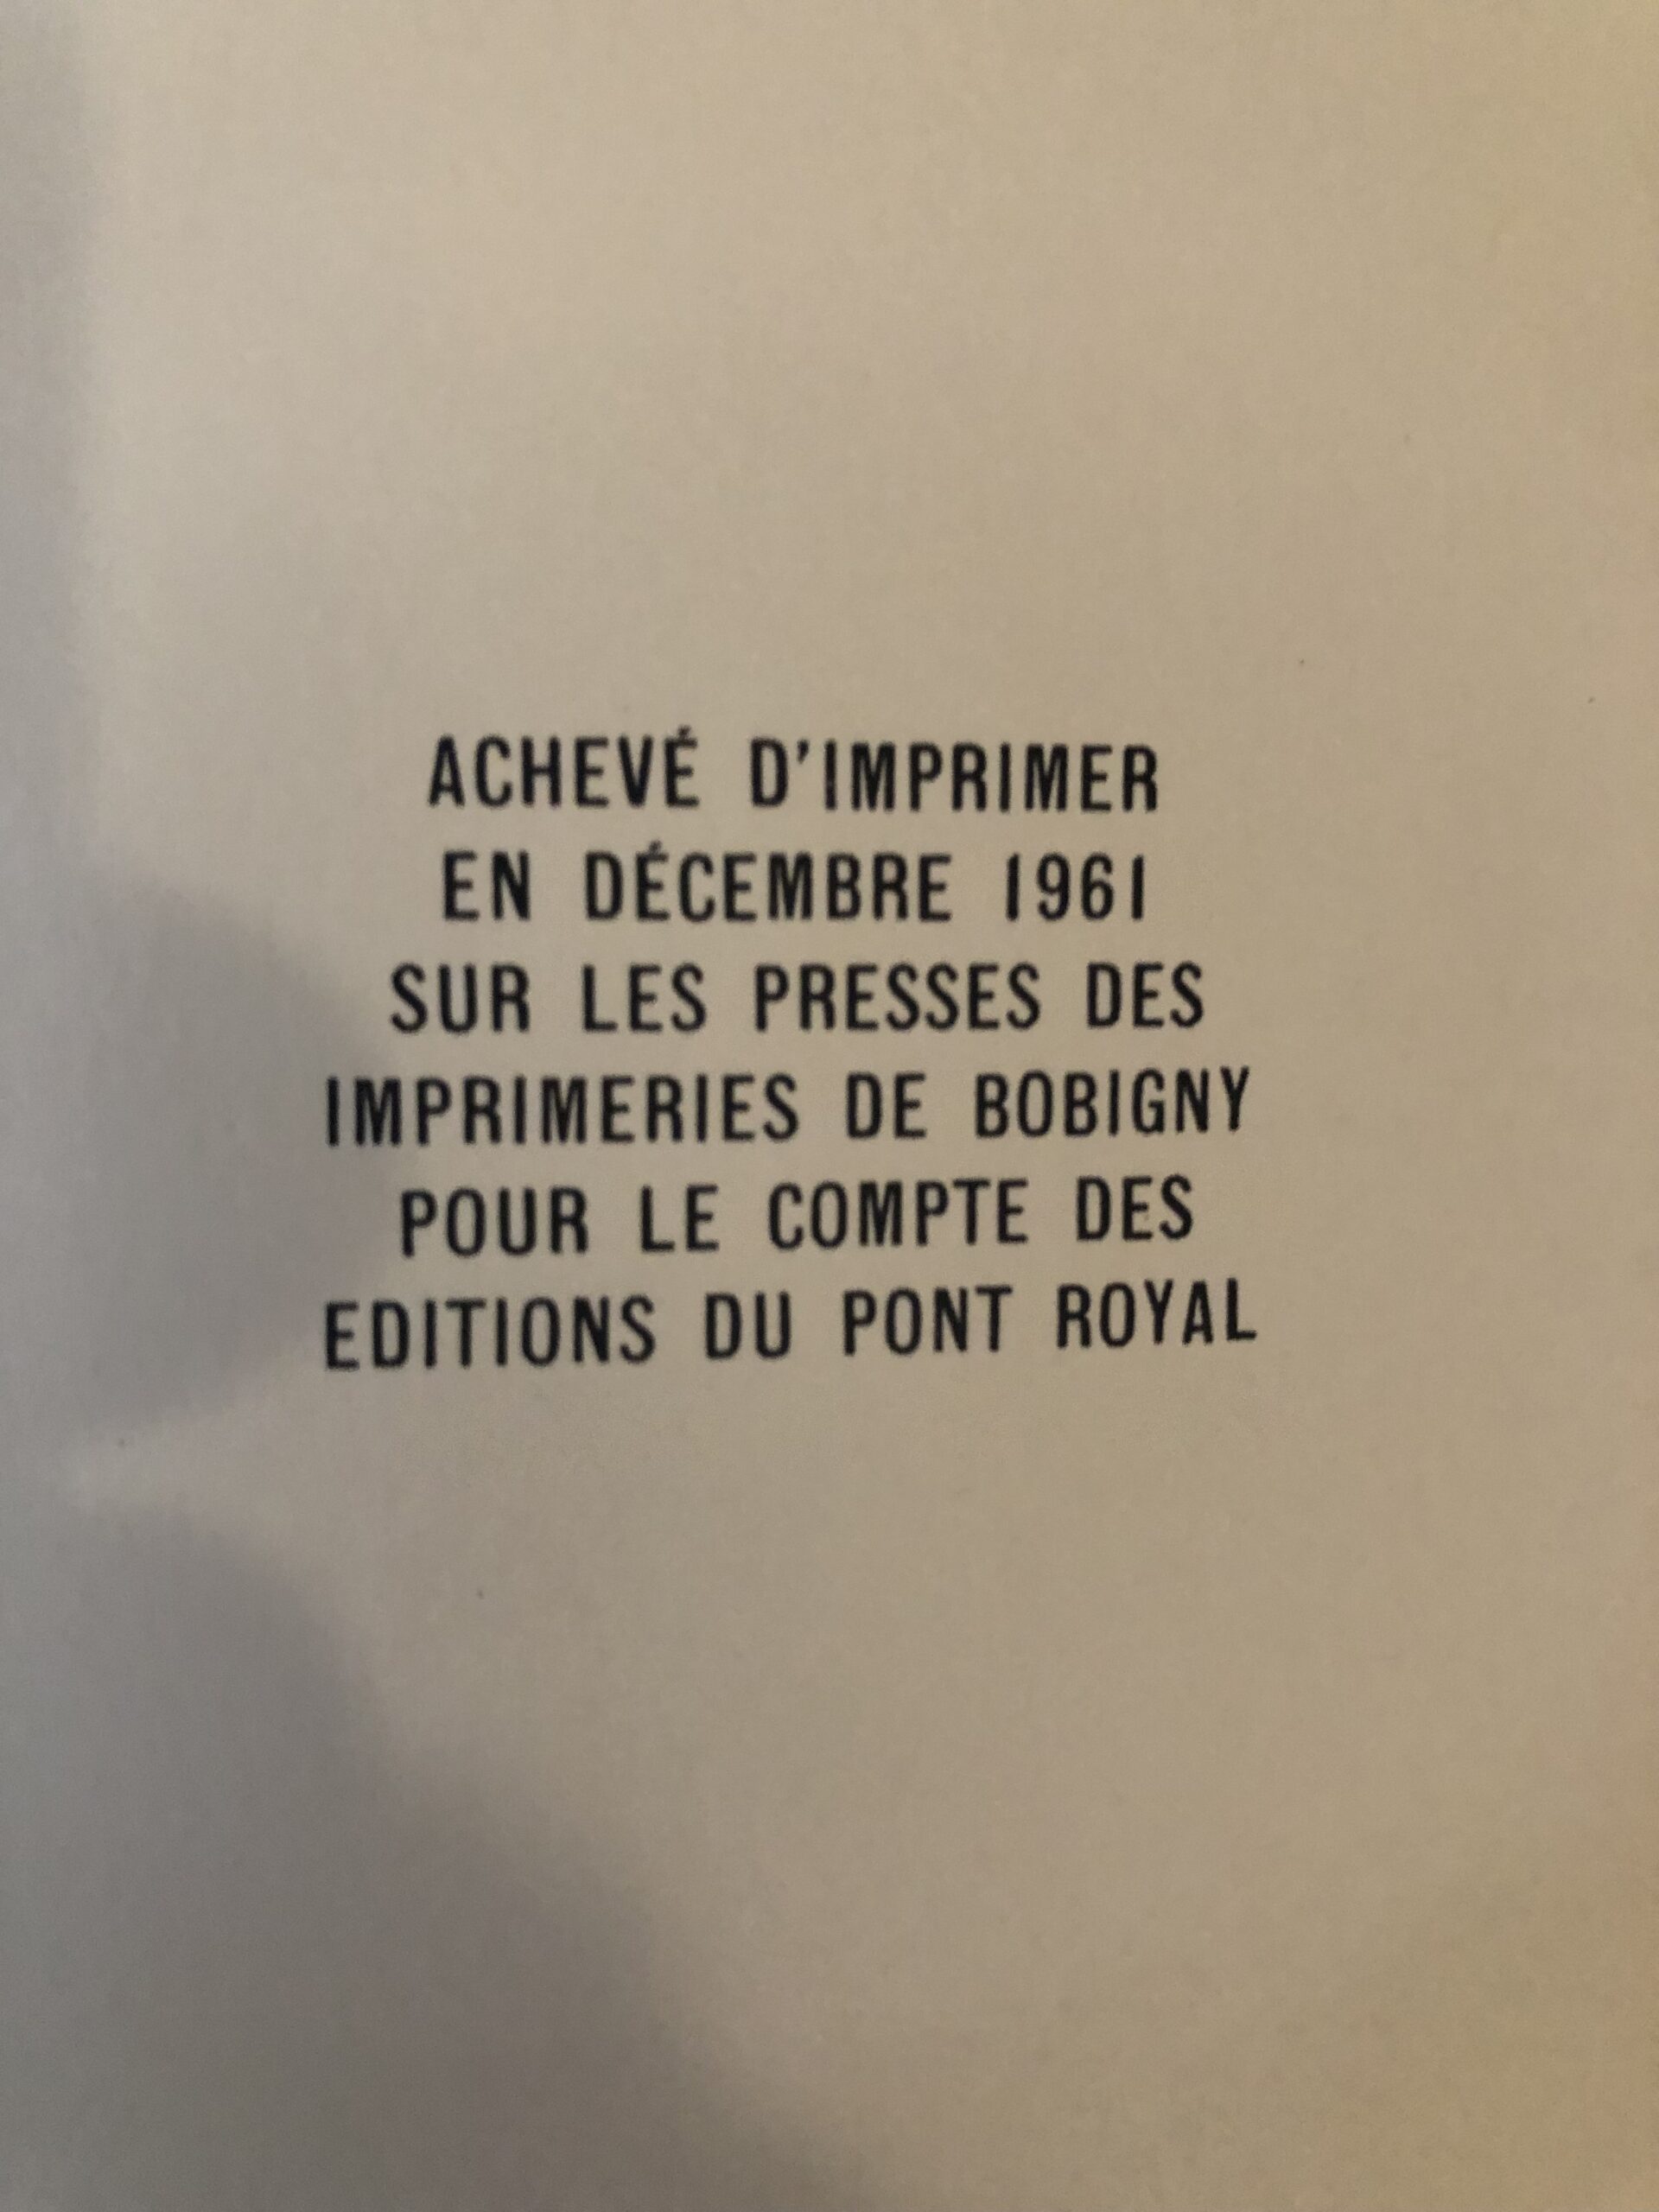 ACHEVÉ D'IMPRIMER
EN DÉCEMBRE 1961
SUR LES PRESSES DES
IMPRIMERIES DE BOBIGNY
POUR LE COMPTE DES
EDITIONS DU PONT ROYAL